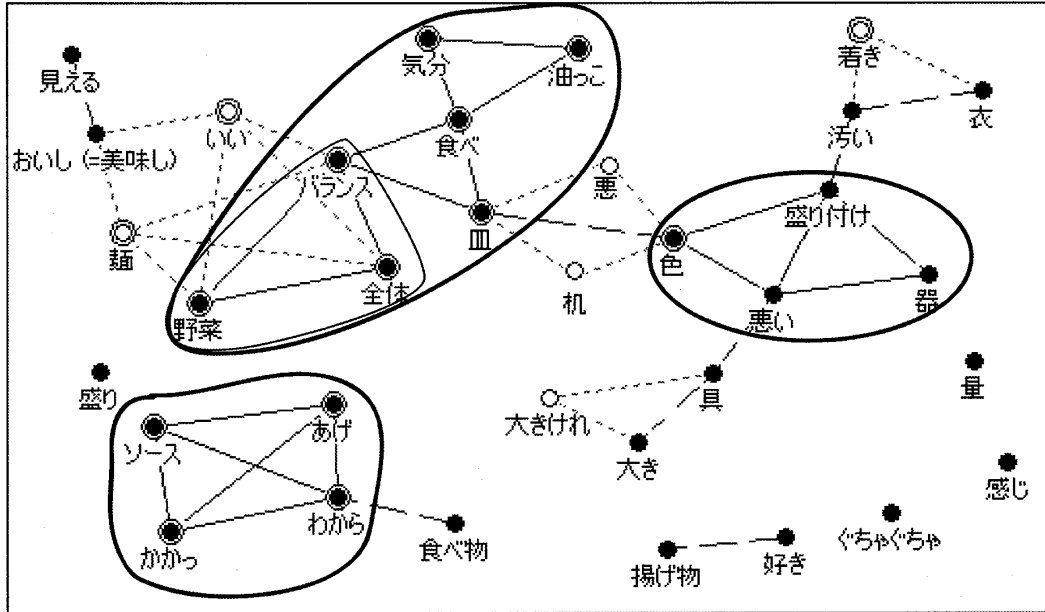 気分
油っこ
着き
見える
衣
汚い
いい
食べ
おいし (=美味し)
バランス
悪
盛り付け
皿
麺
色
全体
机
器
野菜
悪い
盛り
量
具
大きけれ
あげ
ソース
大き
感じ
わから
かかっ
食べ物
ぐちゃぐちゃ
揚げ物
好き